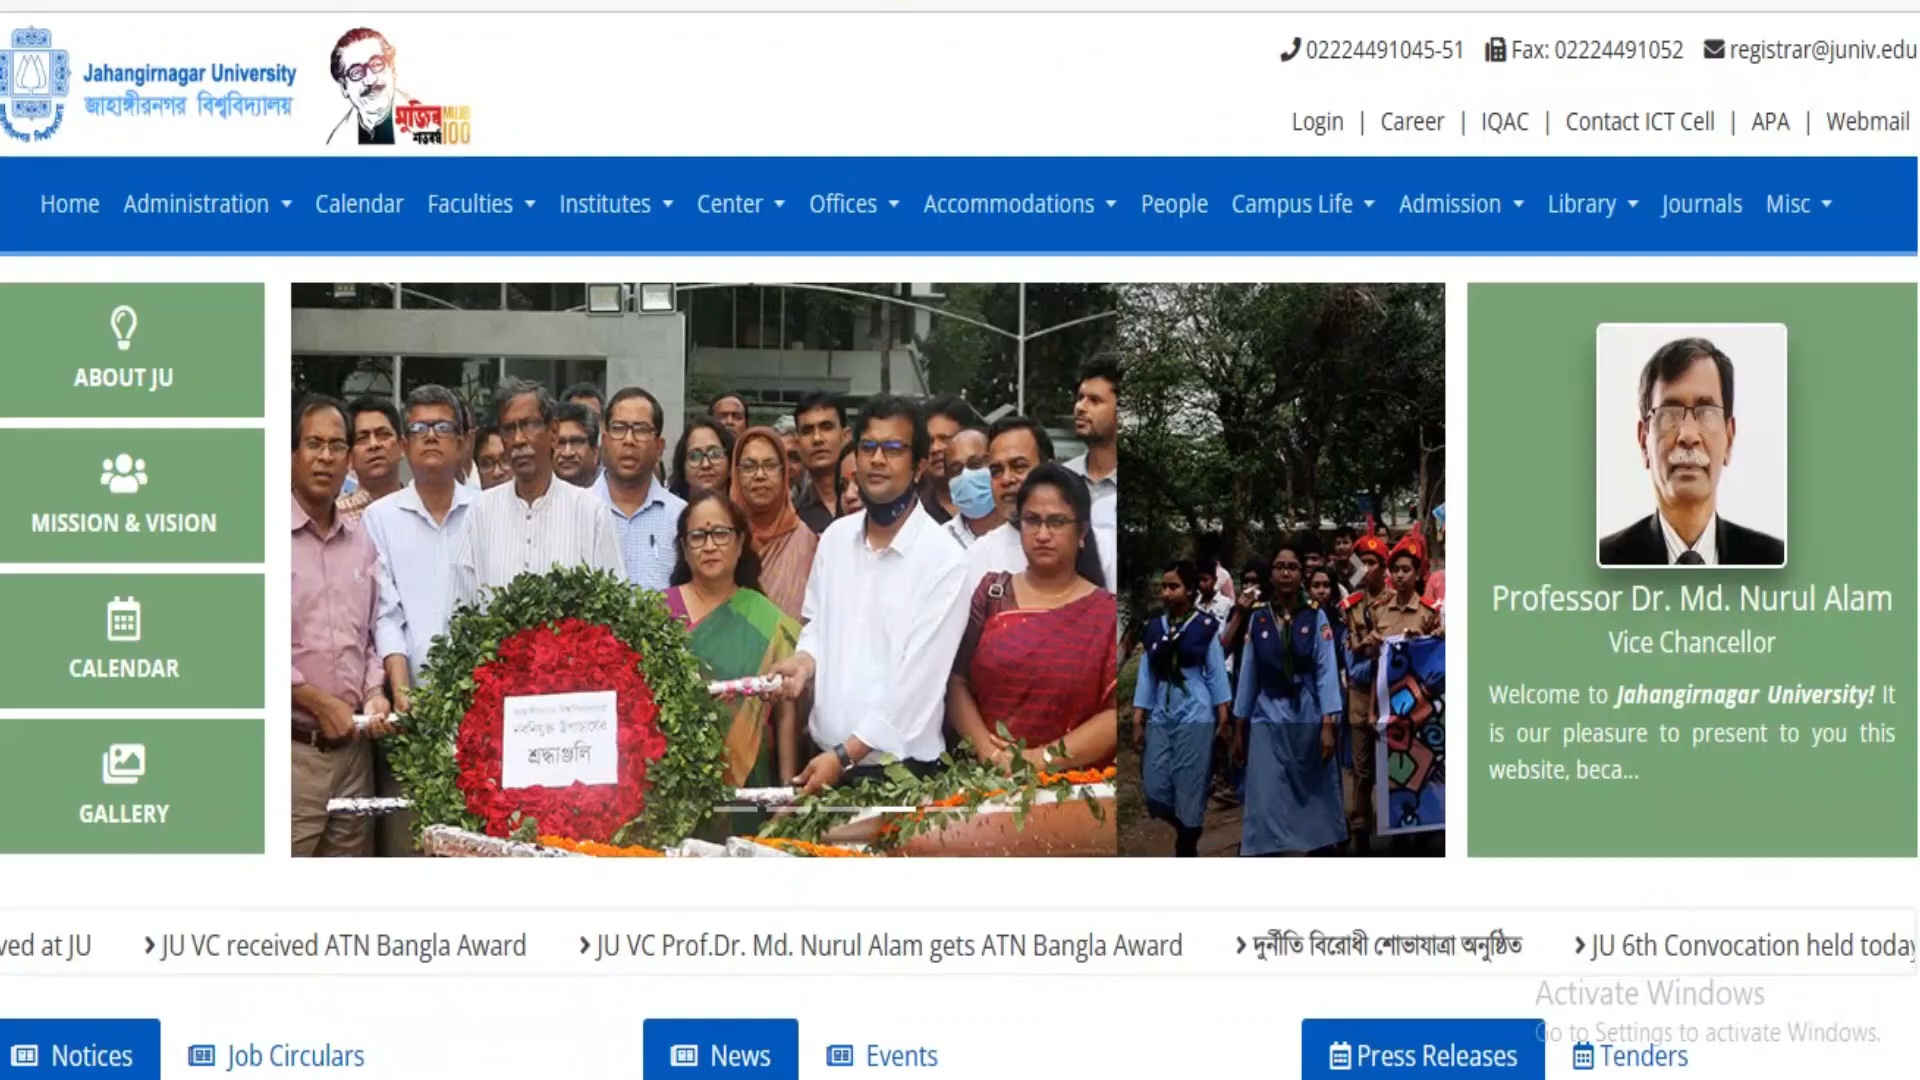 02224491045-51 Fax: 02224491052 registrar@juniv.edu
Jahangirnagar University
জাহাঙ্গীরনগর বিশ্ববিদ্যালয়
মুজিব MUJIB
শতবর্ষ 100
Login | Career | IQAC | Contact ICT Cell | APA | Webmail
Home Administration Calendar Faculties Institutes Center Offices Accommodations People Campus Life Admission Library Journals Misc
ABOUT JU
MISSION & VISION
CALENDAR
GALLERY
নবনিযুক্ত উপাচার্যের
শ্রদ্ধাঞ্জলি
Professor Dr. Md. Nurul Alam
Vice Chancellor
Welcome to Jahangirnagar University! It
is our pleasure to present to you this
website, beca...
ved at JU JU VC received ATN Bangla Award JU VC Prof.Dr. Md. Nurul Alam gets ATN Bangla Award দুর্নীতি বিরোধী শোভাযাত্রা অনুষ্ঠিত JU 6th Convocation held today
Activate Windows
Go to Settings to activate Windows.
Notices Job Circulars News Events Press Releases Tenders